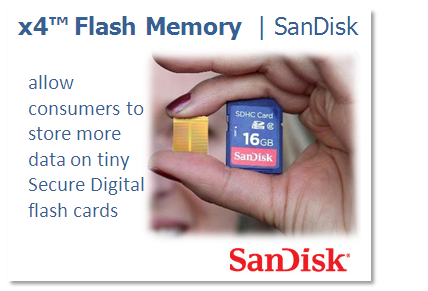 x4™ Flash Memory | SanDisk
allow
consumers to
store more
data on tiny
Secure Digital
flash cards
SDHC Card
16GB
SanDisk
SanDisk®